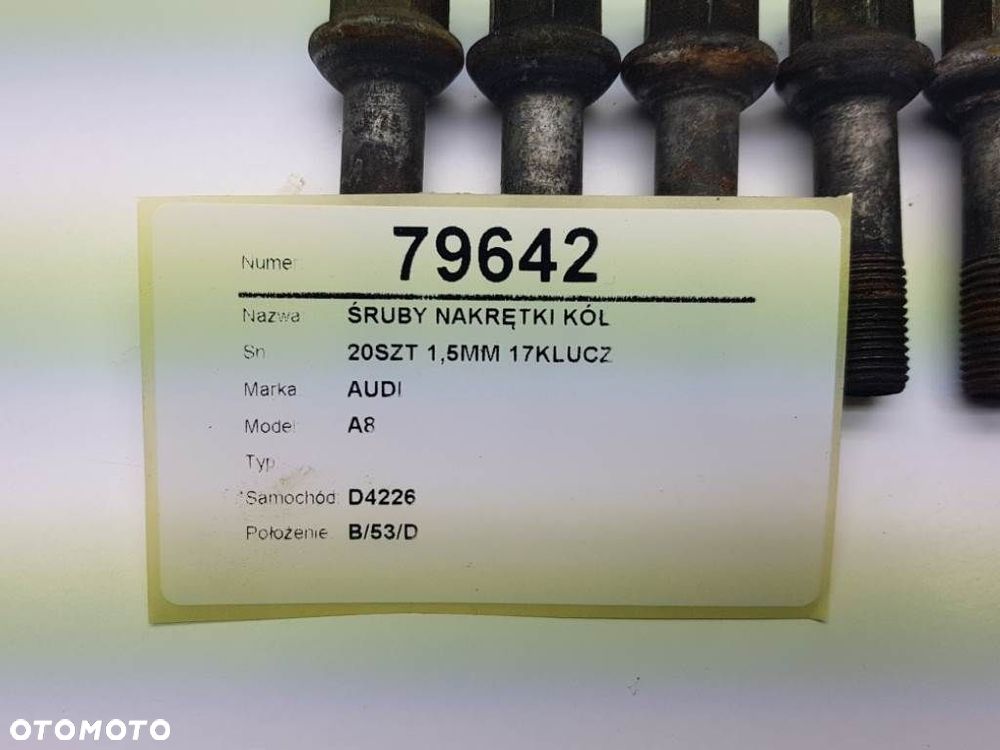 Numer 79642
Nazwa ŚRUBY NAKRĘTKI KÓŁ
Sn 20SZT 1,5MM 17KLUCZ
Marka AUDI
Model A8
Typ
Samochód: D4226
Położenie: B/53/D
OTOMOTO